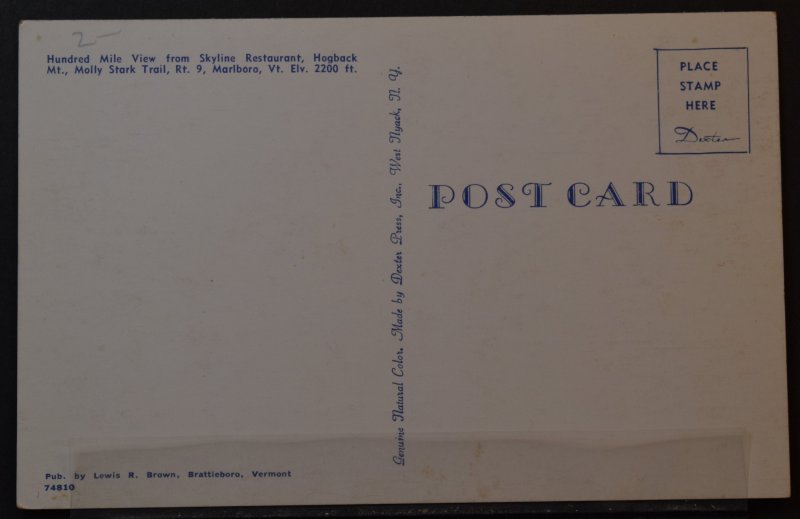 2-
Hundred Mile View from Skyline Restaurant, Hogback
Mt., Molly Stark Trail, Rt. 9, Marlboro, Vt. Elv. 2200 ft.
Genuine Natural Color, Made by Dexter Press, Inc., West Nyack, N. Y.
PLACE
STAMP
HERE
Dexter
POST CARD
Pub. by Lewis R. Brown, Brattleboro, Vermont
74810